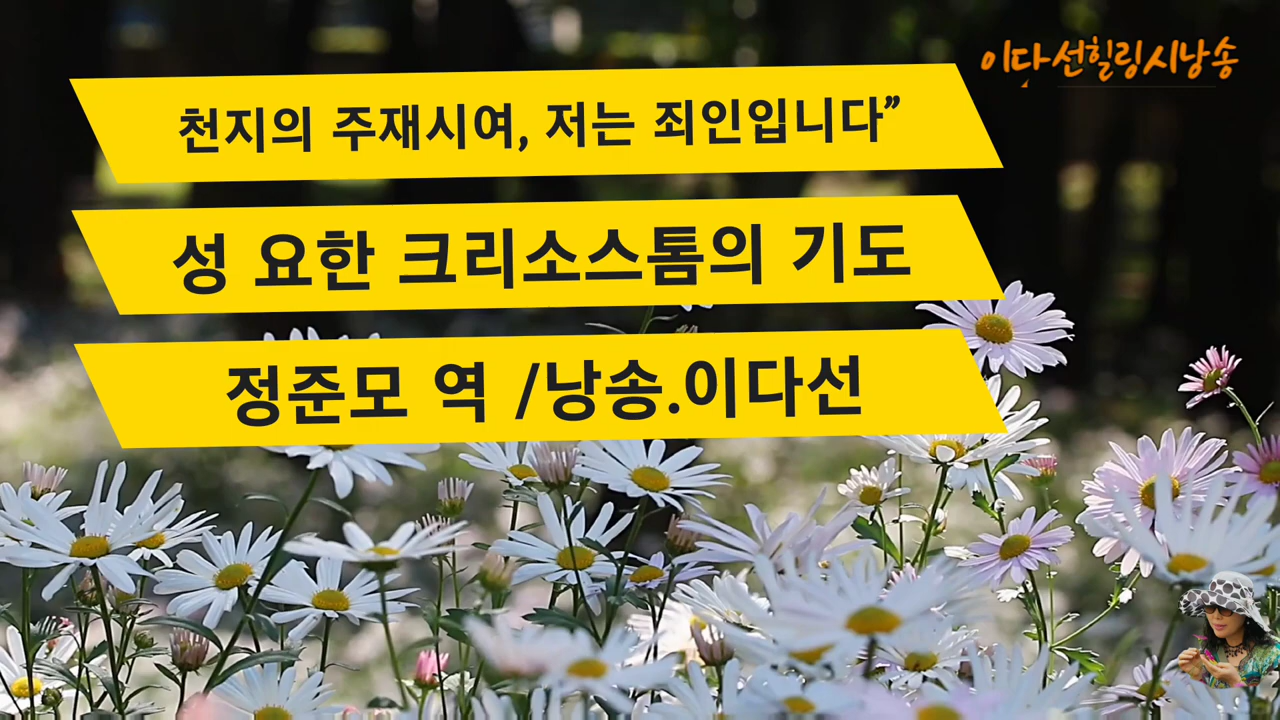 이다선힐링시낭송
천지의 주재시여, 저는 죄인입니다”
성 요한 크리소스톰의 기도
정준모 역 /낭송.이다선